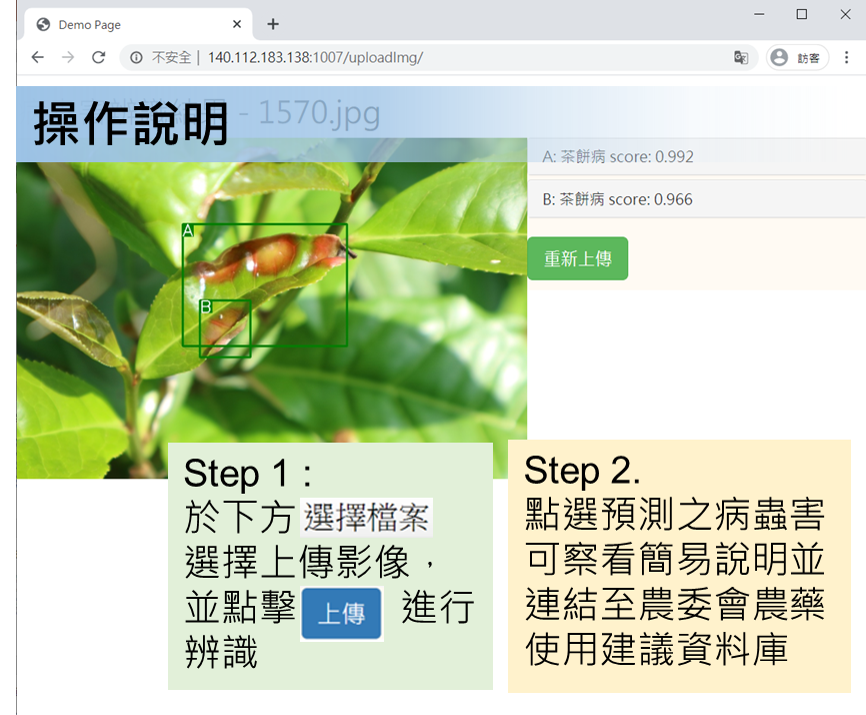 Demo Page
不安全 | 140.112.183.138:1007/uploadImg/
訪客
操作說明
- 1570.jpg
A: 茶餅病 score: 0.992
B: 茶餅病 score: 0.966
重新上傳
A
B
Step 1：
於下方 選擇檔案
選擇上傳影像，
並點擊 上傳 進行
辨識
Step 2.
點選預測之病蟲害
可察看簡易說明並
連結至農委會農藥
使用建議資料庫